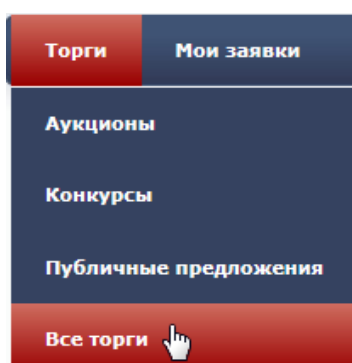 Торги Мои заявки
Аукционы
Конкурсы
Публичные предложения
Все торги